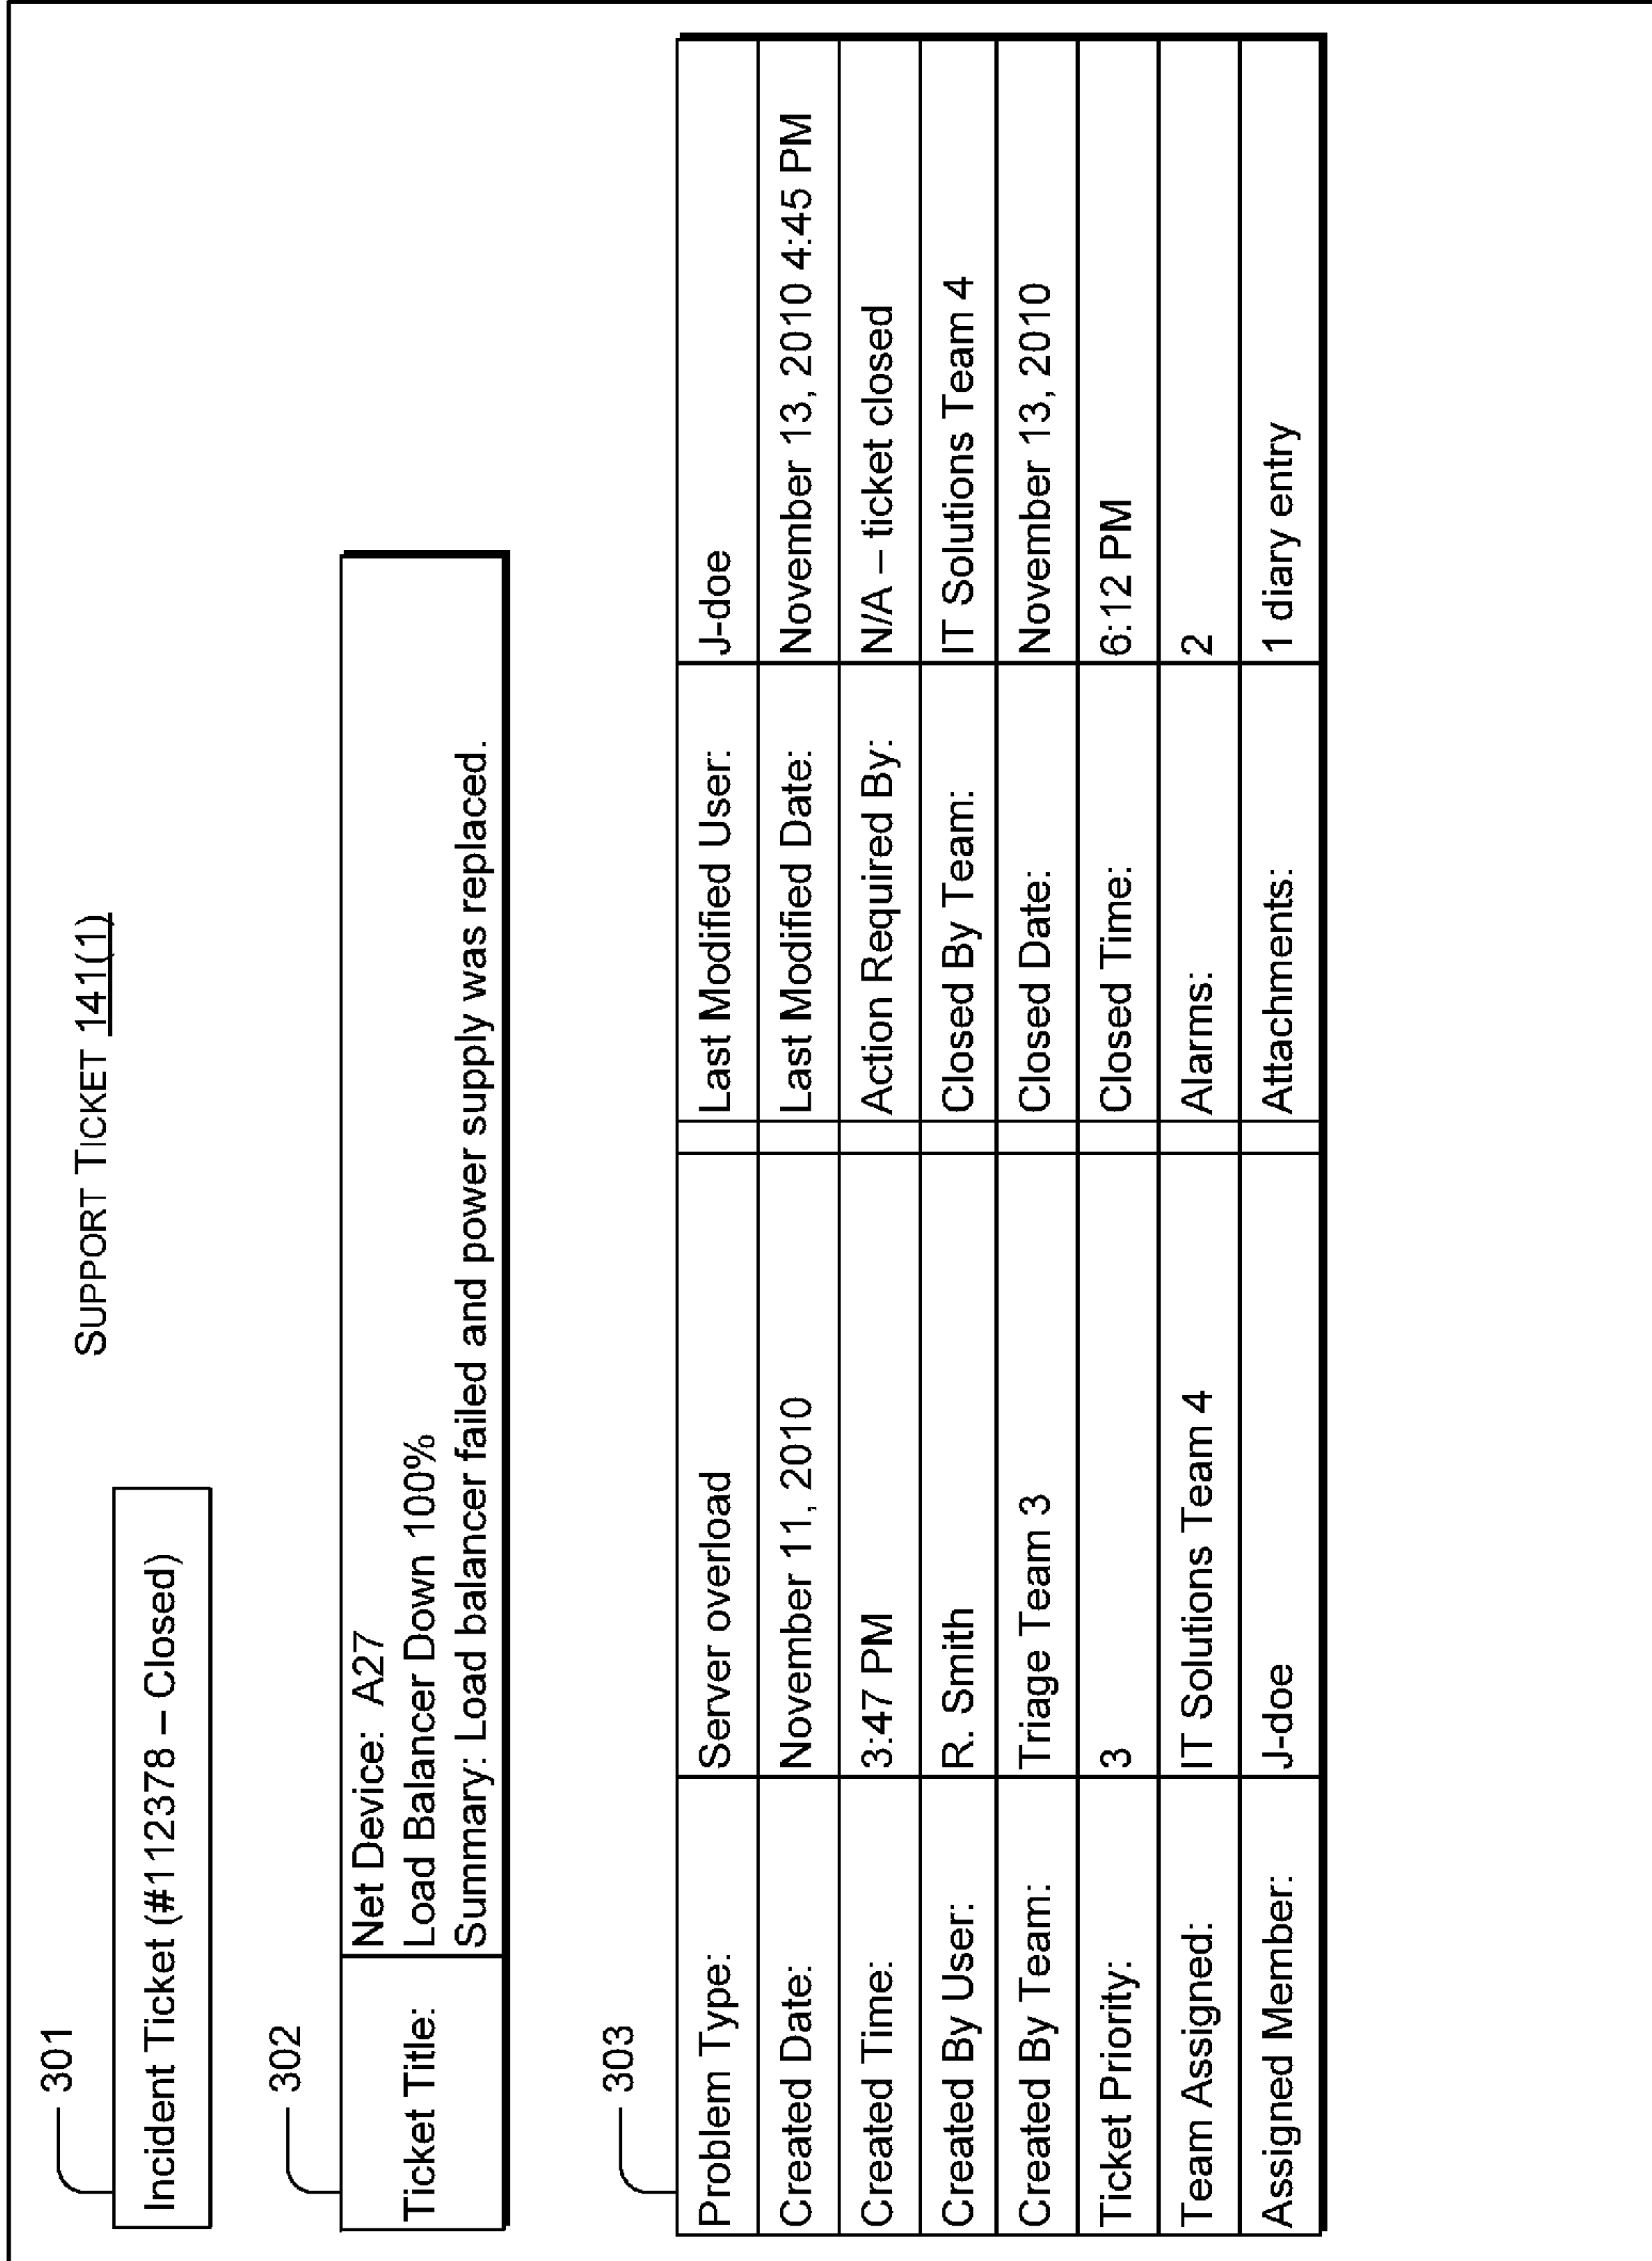 SUPPORT TICKET 141(1)
301
Incident Ticket (#112378 – Closed)
302
Ticket Title:
Net Device: A27
Load Balancer Down 100%
Summary: Load balancer failed and power supply was replaced.
303
Problem Type: Server overload Last Modified User: J-doe
Created Date: November 11, 2010 Last Modified Date: November 13, 2010 4:45 PM
Created Time: 3:47 PM Action Required By: N/A – ticket closed
Created By User: R. Smith Closed By Team: IT Solutions Team 4
Created By Team: Triage Team 3 Closed Date: November 13, 2010
Ticket Priority: 3 Closed Time: 6:12 PM
Team Assigned: IT Solutions Team 4 Alarms: 2
Assigned Member: J-doe Attachments: 1 diary entry